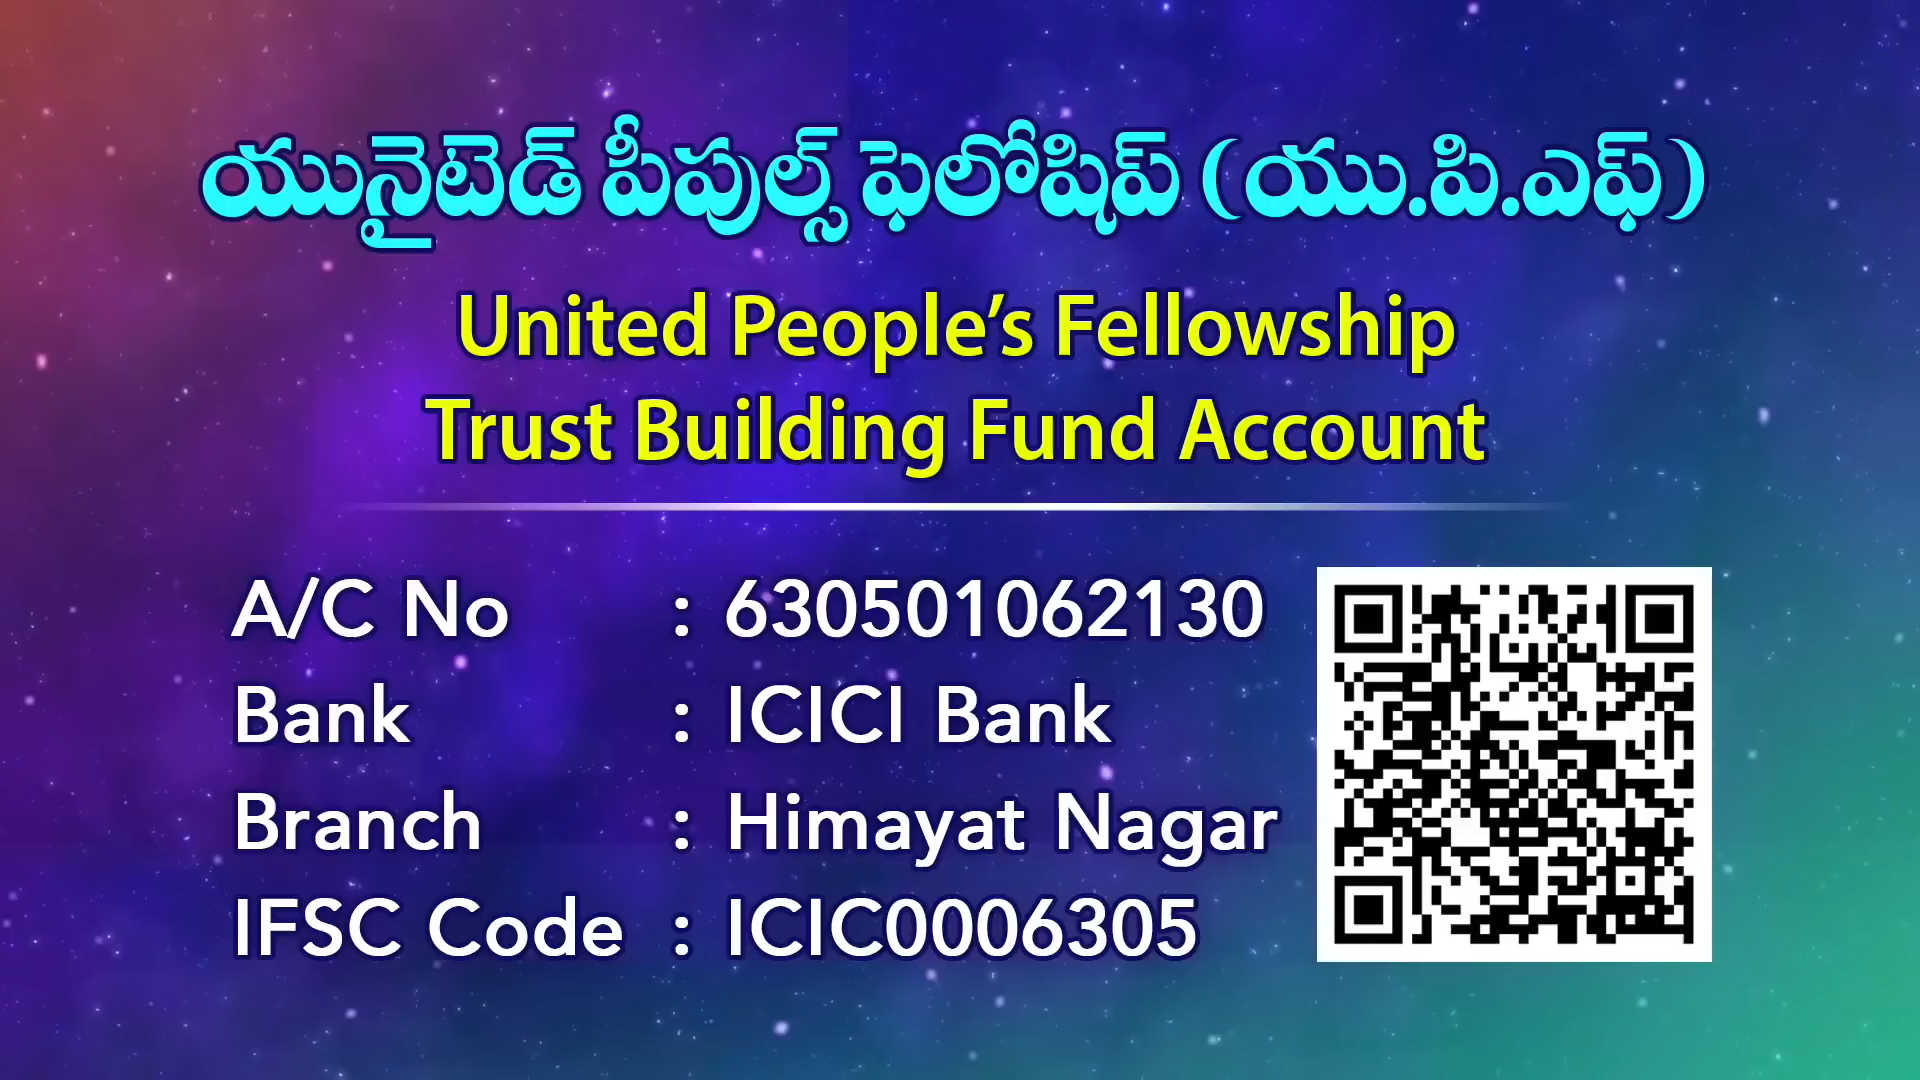 యునైటెడ్ పీపుల్స్ ఫెలోషిప్ (యు.పి.ఎఫ్)
United People’s Fellowship
Trust Building Fund Account
A/C No : 630501062130
Bank : ICICI Bank
Branch : Himayat Nagar
IFSC Code : ICIC0006305